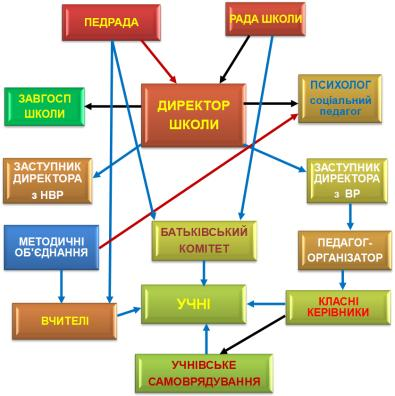 ПЕДРАДА
РАДА ШКОЛИ
ЗАВГОСП
ШКОЛИ
ДИРЕКТОР
ШКОЛИ
ПСИХОЛОГ
соціальний
педагог
ЗАСТУПНИК
ДИРЕКТОРА
з НВР
ЗАСТУПНИК
ДИРЕКТОРА
з ВР
МЕТОДИЧНІ
ОБ'ЄДНАННЯ
БАТЬКІВСЬКИЙ
КОМІТЕТ
ПЕДАГОГ-
ОРГАНІЗАТОР
ВЧИТЕЛІ
УЧНІ
КЛАСНІ
КЕРІВНИКИ
УЧНІВСЬКЕ
САМОВРЯДУВАННЯ